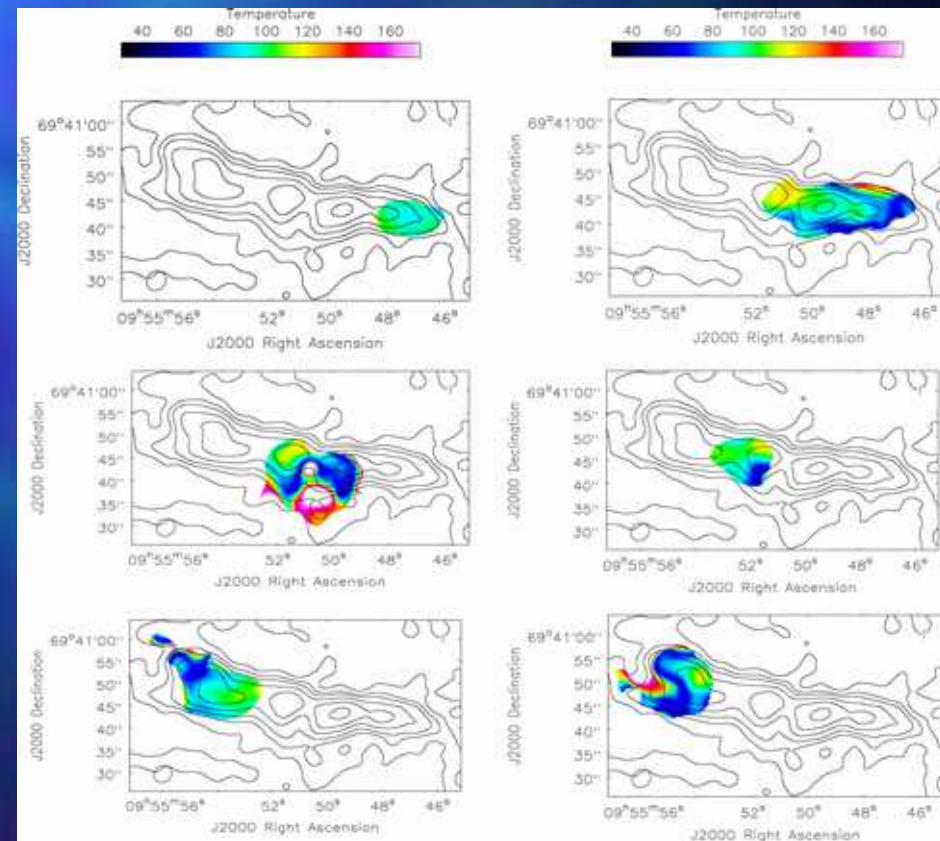 Temperature
40 60 80 100 120 140 160
Temperature
40 60 80 100 120 140 160
69°41'00"
55"
50"
45"
40"
35"
30"
J2000 Declination
09ʰ55ᵐ56ˢ 52ˢ 50ˢ 48ˢ 46ˢ
J2000 Right Ascension
69°41'00"
55"
50"
45"
40"
35"
30"
J2000 Declination
09ʰ55ᵐ56ˢ 52ˢ 50ˢ 48ˢ 46ˢ
J2000 Right Ascension
69°41'00"
55"
50"
45"
40"
35"
30"
J2000 Declination
09ʰ55ᵐ56ˢ 52ˢ 50ˢ 48ˢ 46ˢ
J2000 Right Ascension
69°41'00"
55"
50"
45"
40"
35"
30"
J2000 Declination
09ʰ55ᵐ56ˢ 52ˢ 50ˢ 48ˢ 46ˢ
J2000 Right Ascension
69°41'00"
55"
50"
45"
40"
35"
30"
J2000 Declination
09ʰ55ᵐ56ˢ 52ˢ 50ˢ 48ˢ 46ˢ
J2000 Right Ascension
69°41'00"
55"
50"
45"
40"
35"
30"
J2000 Declination
09ʰ55ᵐ56ˢ 52ˢ 50ˢ 48ˢ 46ˢ
J2000 Right Ascension